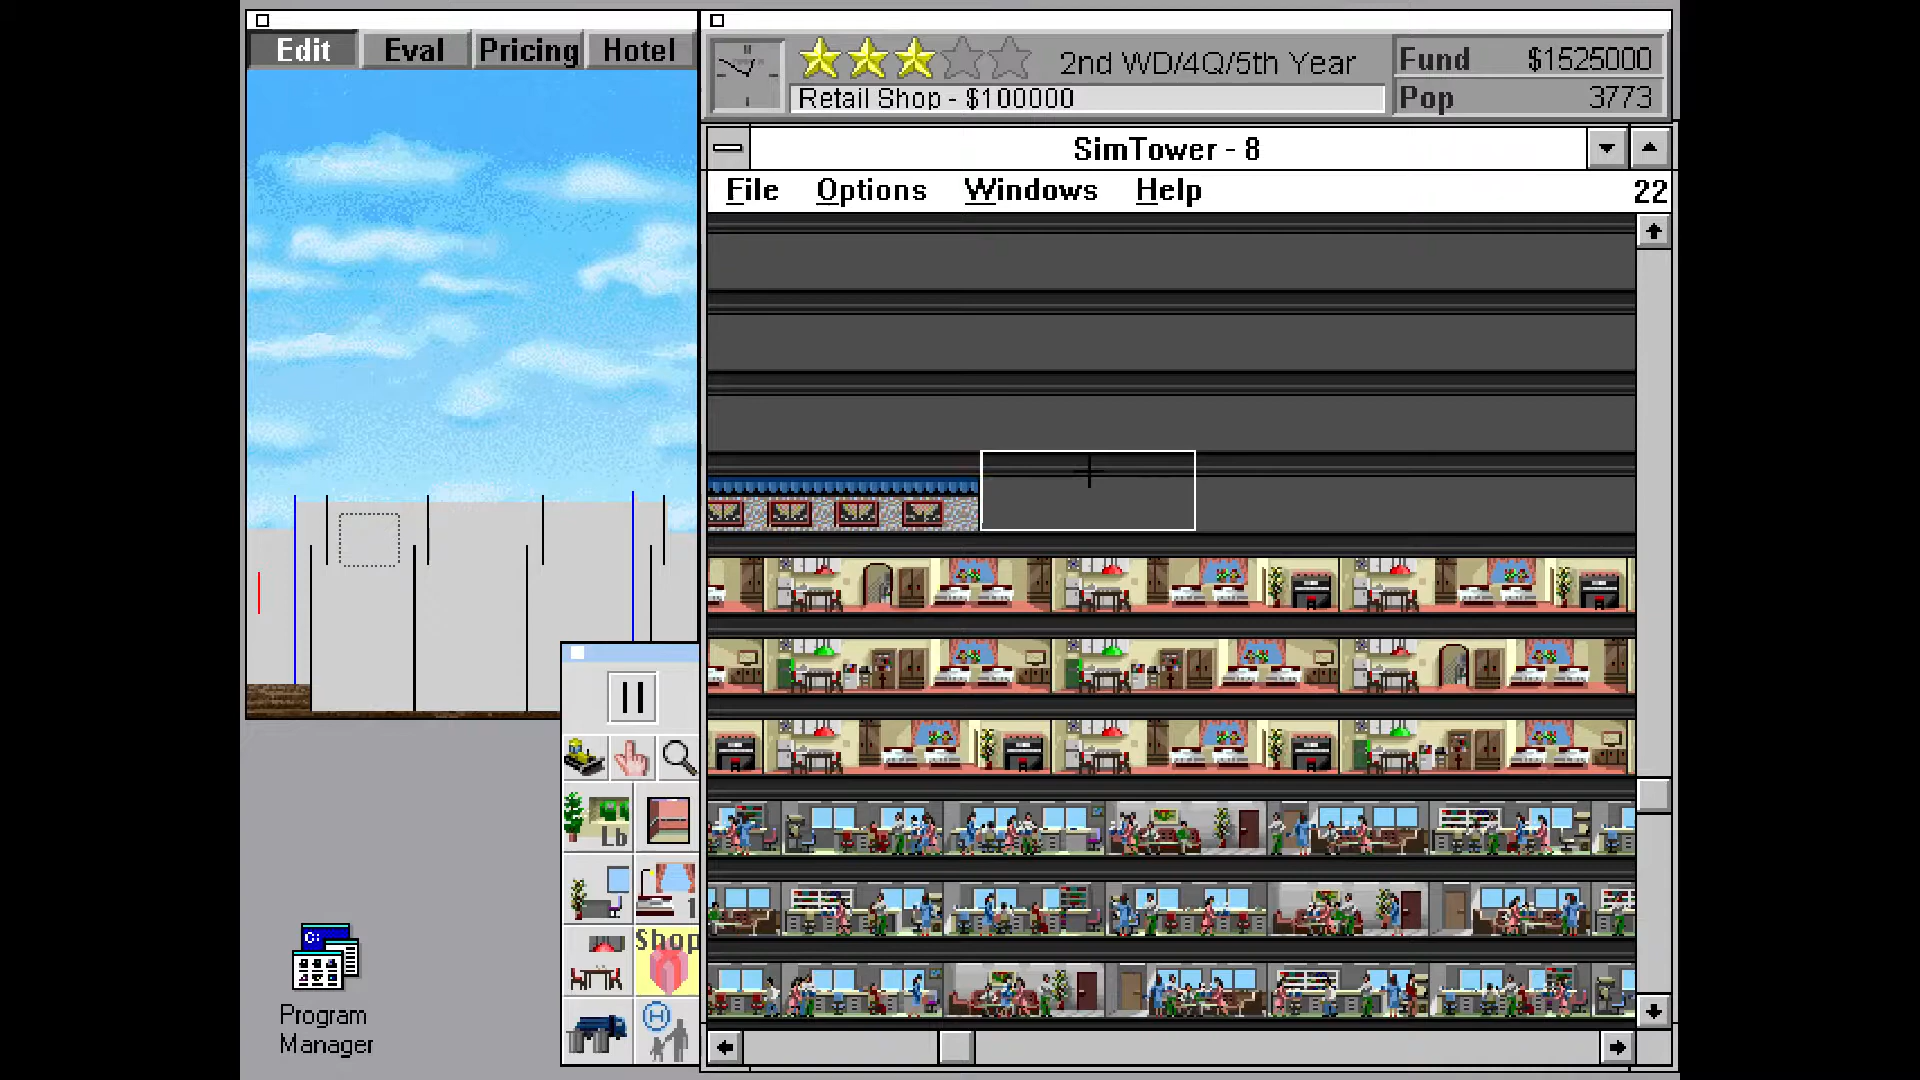 Edit Eval Pricing Hotel
2nd WD/4Q/5th Year
Fund $1525000
Retail Shop - $100000
Pop 3773
SimTower - 8
File Options Windows Help 22
Lb
1
Shop
H
C:
Program
Manager